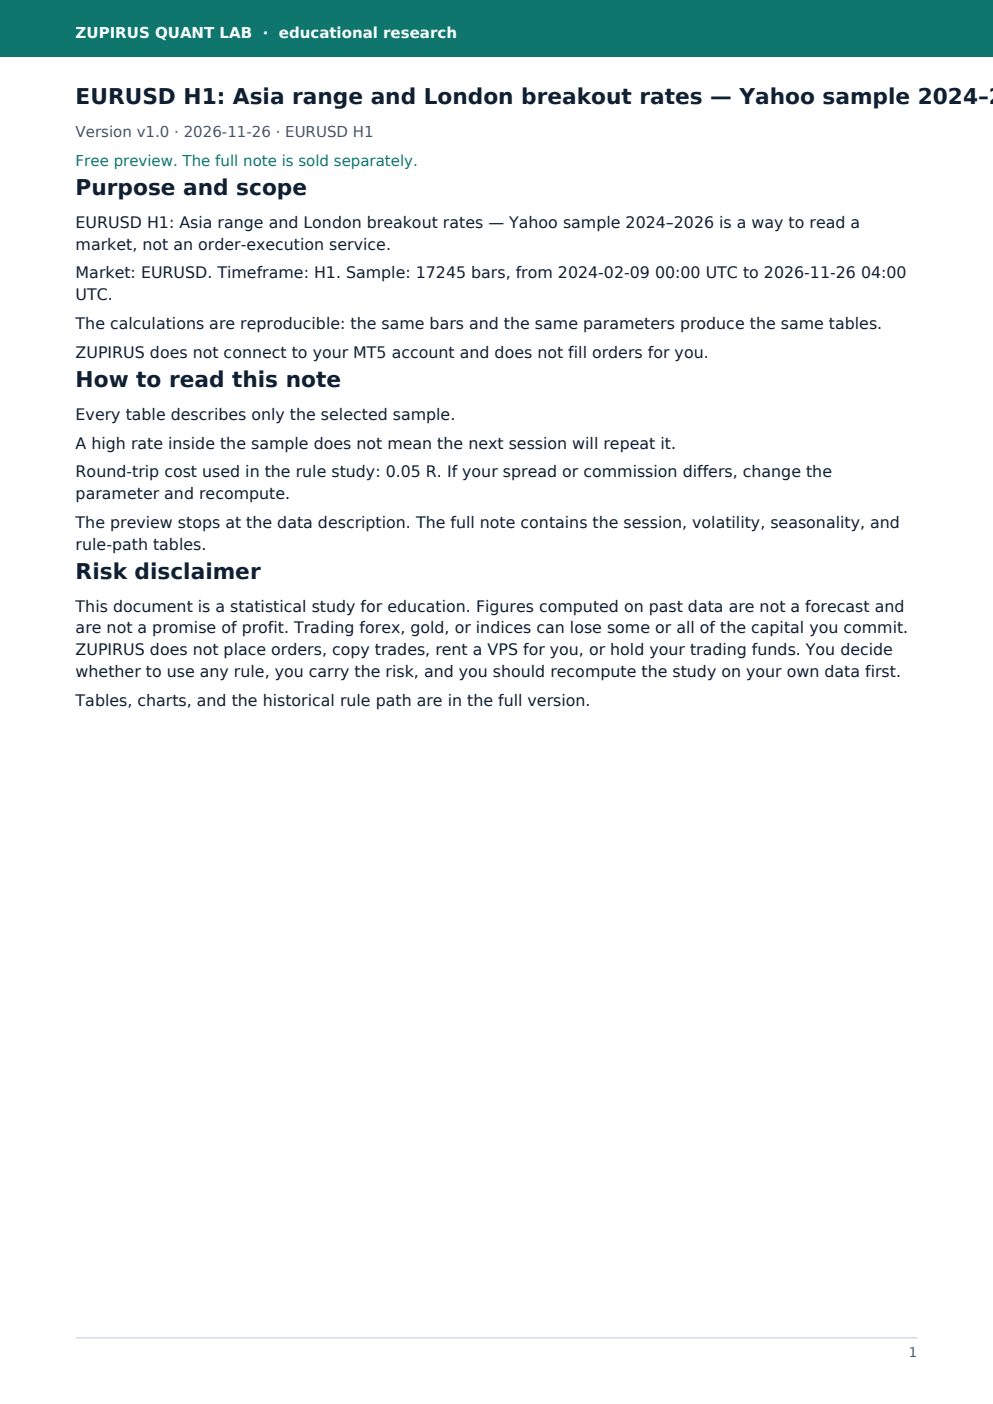 ZUPIRUS QUANT LAB · educational research
EURUSD H1: Asia range and London breakout rates — Yahoo sample 2024–2
Version v1.0 · 2026-11-26 · EURUSD H1
Free preview. The full note is sold separately.
Purpose and scope
EURUSD H1: Asia range and London breakout rates — Yahoo sample 2024–2026 is a way to read a
market, not an order-execution service.
Market: EURUSD. Timeframe: H1. Sample: 17245 bars, from 2024-02-09 00:00 UTC to 2026-11-26 04:00
UTC.
The calculations are reproducible: the same bars and the same parameters produce the same tables.
ZUPIRUS does not connect to your MT5 account and does not fill orders for you.
How to read this note
Every table describes only the selected sample.
A high rate inside the sample does not mean the next session will repeat it.
Round-trip cost used in the rule study: 0.05 R. If your spread or commission differs, change the
parameter and recompute.
The preview stops at the data description. The full note contains the session, volatility, seasonality, and
rule-path tables.
Risk disclaimer
This document is a statistical study for education. Figures computed on past data are not a forecast and
are not a promise of profit. Trading forex, gold, or indices can lose some or all of the capital you commit.
ZUPIRUS does not place orders, copy trades, rent a VPS for you, or hold your trading funds. You decide
whether to use any rule, you carry the risk, and you should recompute the study on your own data first.
Tables, charts, and the historical rule path are in the full version.
1